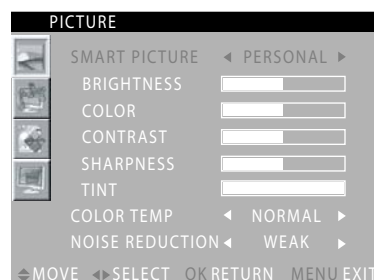 PICTURE
SMART PICTURE ◀ PERSONAL ▶
BRIGHTNESS
COLOR
CONTRAST
SHARPNESS
TINT
COLOR TEMP ◀ NORMAL ▶
NOISE REDUCTION ◀ WEAK ▶
MOVE SELECT OK RETURN MENU EXIT